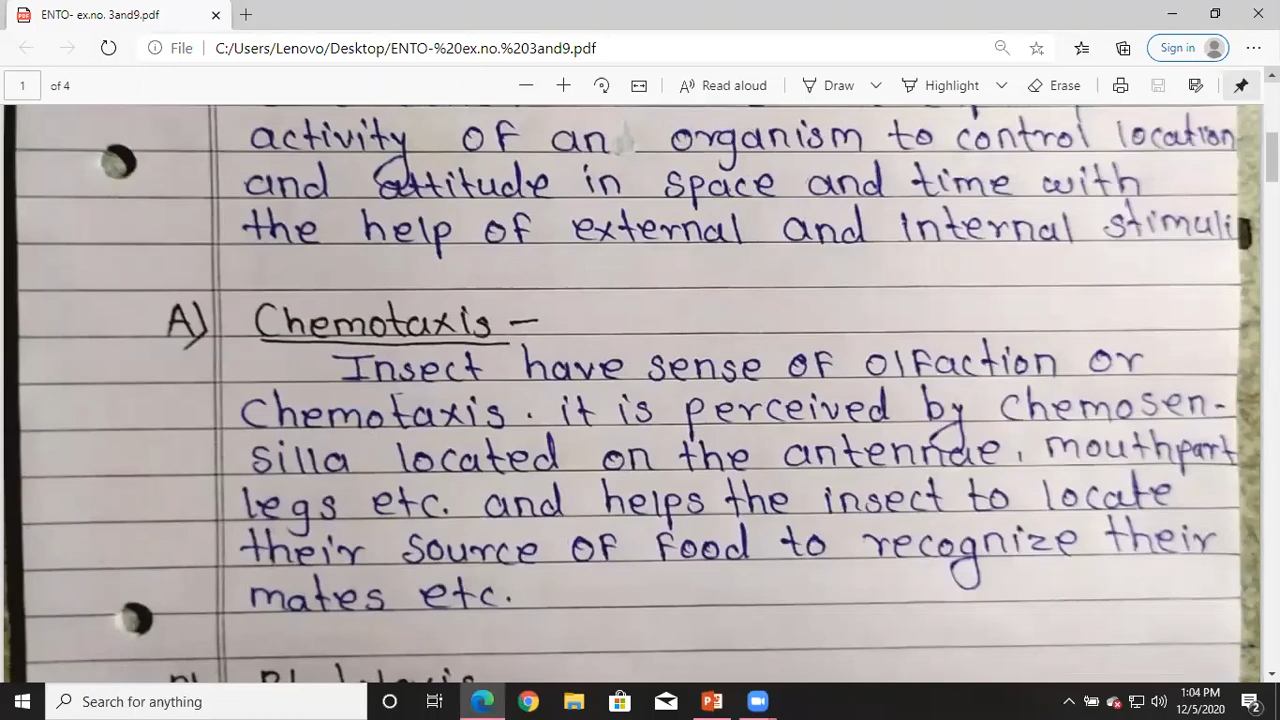 ENTO- ex.no. 3and9.pdf
File C:/Users/Lenovo/Desktop/ENTO-%20ex.no.%203and9.pdf Sign in
1 of 4 Read aloud Draw Highlight Erase
activity of an organism to control location
and attitude in space and time with
the help of external and internal stimuli
A) Chemotaxis –
Insect have sense of olfaction or
Chemotaxis. it is perceived by Chemosen-
silla located on the antennae, mouthpart
legs etc. and helps the insect to locate
their source of food to recognize their
mates etc.
Search for anything
1:04 PM
12/5/2020
2